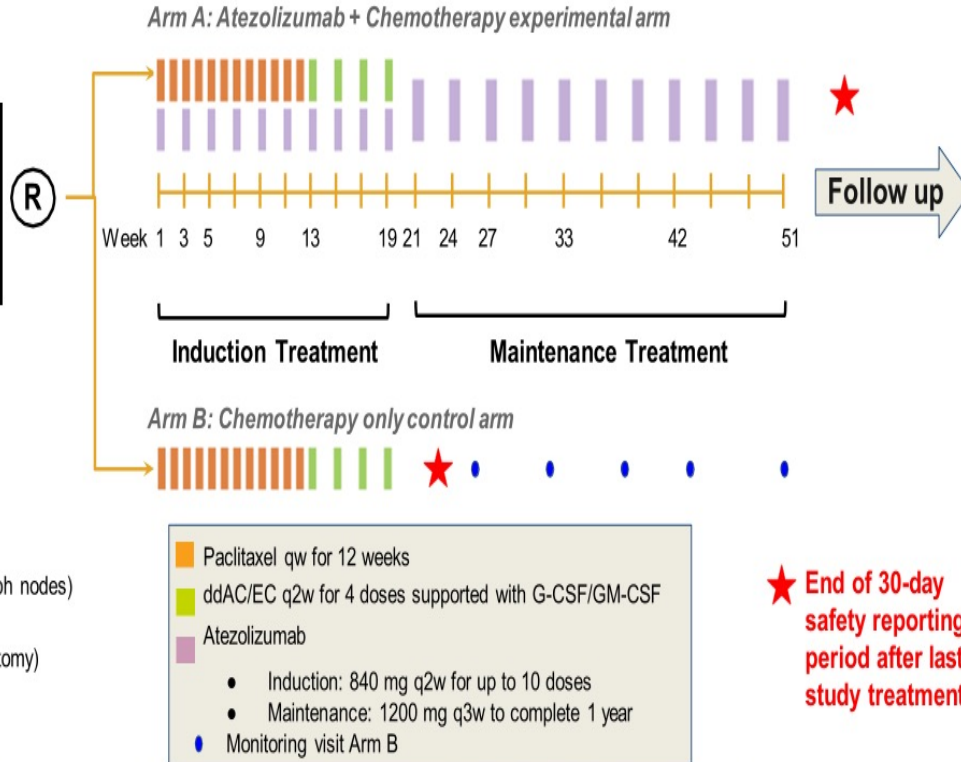 Arm A: Atezolizumab + Chemotherapy experimental arm
R
Follow up
Week 1 3 5 9 13 19 21 24 27 33 42 51
Induction Treatment
Maintenance Treatment
Arm B: Chemotherapy only control arm
Paclitaxel qw for 12 weeks
ddAC/EC q2w for 4 doses supported with G-CSF/GM-CSF
Atezolizumab
• Induction: 840 mg q2w for up to 10 doses
• Maintenance: 1200 mg q3w to complete 1 year
Monitoring visit Arm B
nodes)
End of 30-day
safety reporting
period after last
study treatment